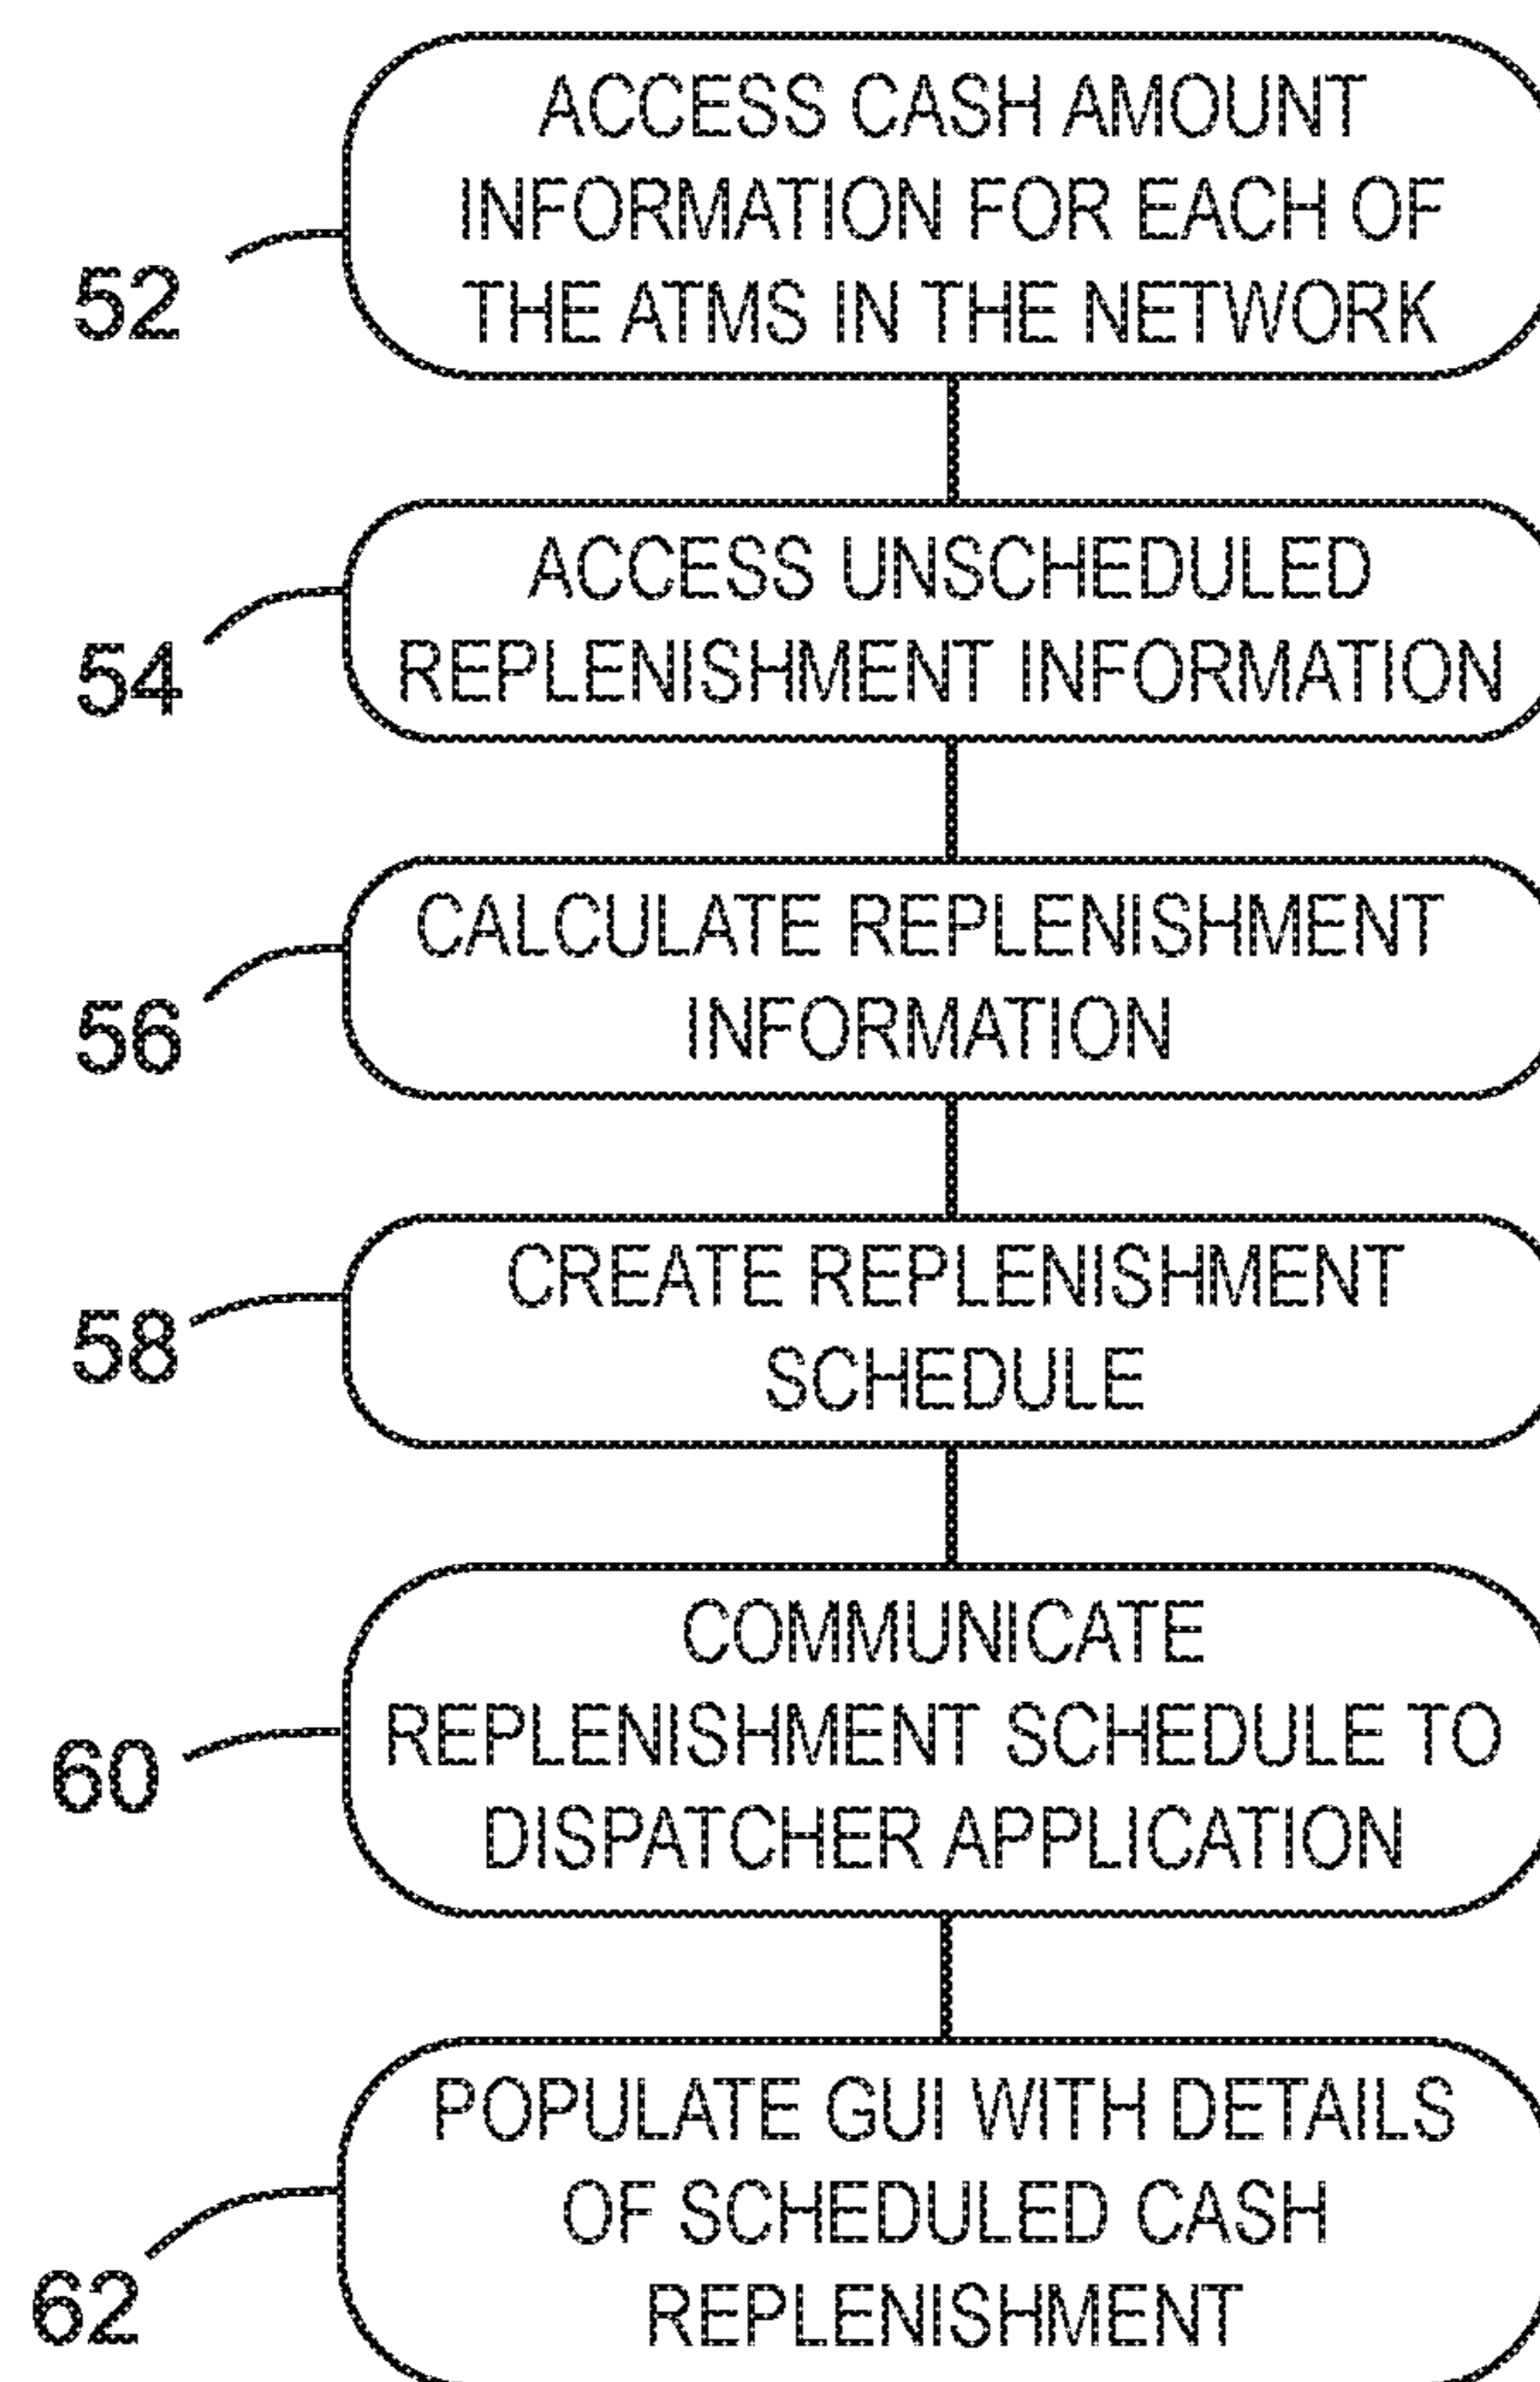 ACCESS CASH AMOUNT
INFORMATION FOR EACH OF
THE ATMS IN THE NETWORK
52
ACCESS UNSCHEDULED
REPLENISHMENT INFORMATION
54
CALCULATE REPLENISHMENT
INFORMATION
56
CREATE REPLENISHMENT
SCHEDULE
58
COMMUNICATE
REPLENISHMENT SCHEDULE TO
DISPATCHER APPLICATION
60
POPULATE GUI WITH DETAILS
OF SCHEDULED CASH
REPLENISHMENT
62